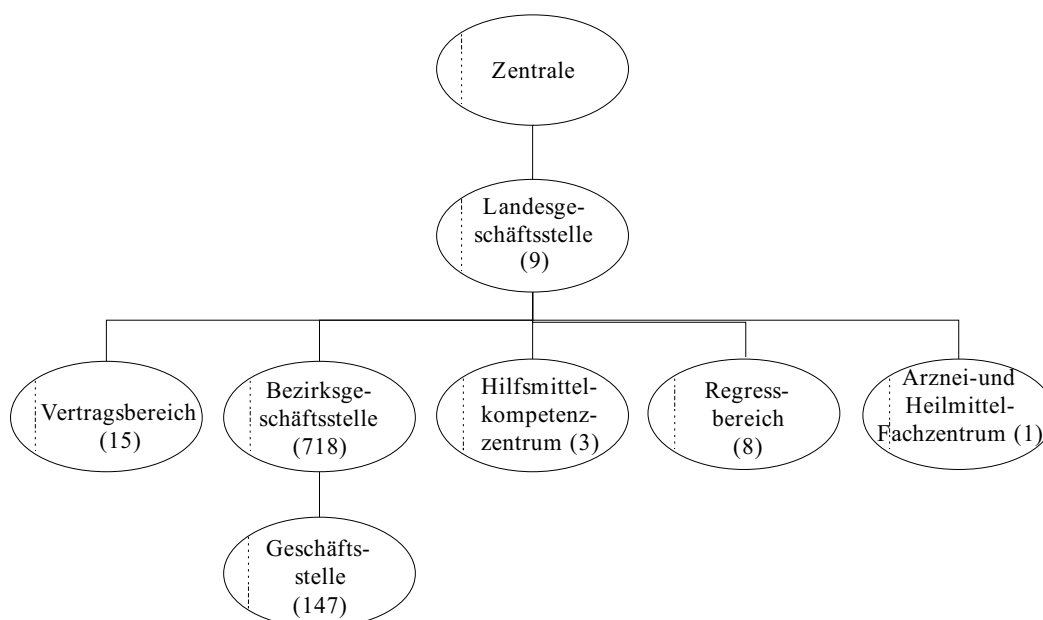 Zentrale
Landesge-
schäftsstelle
(9)
Vertragsbereich
(15)
Bezirksge-
geschäftsstelle
(718)
Hilfsmittel-
kompetenz-
zentrum (3)
Regress-
bereich
(8)
Arznei-und
Heilmittel-
Fachzentrum (1)
Geschäfts-
stelle
(147)